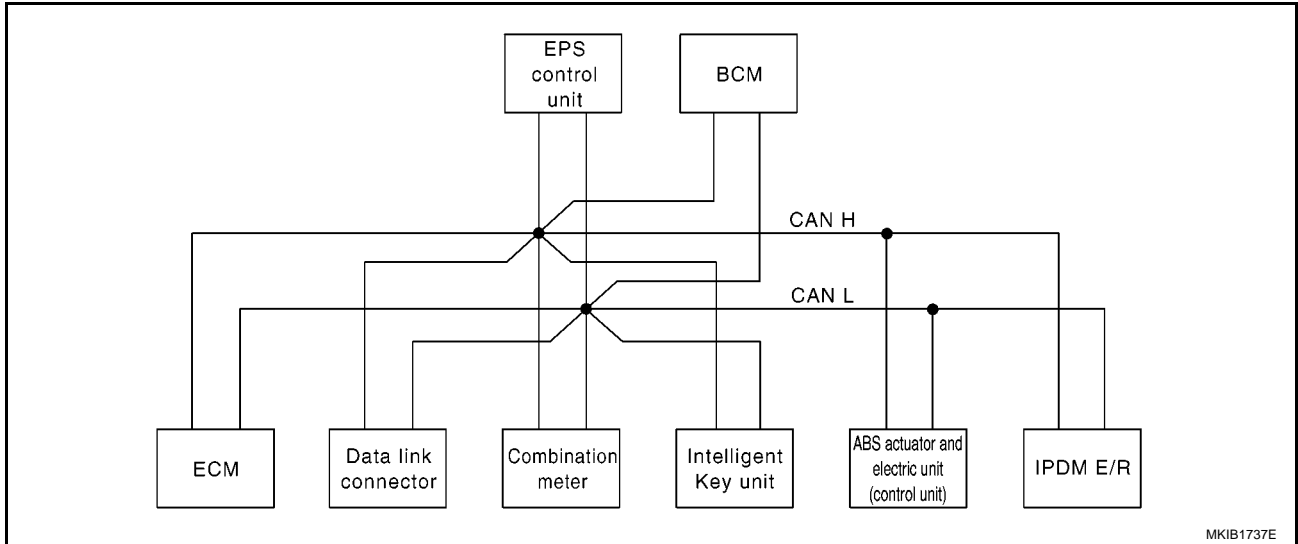 EPS
control
unit
BCM
CAN H
CAN L
ECM
Data link
connector
Combination
meter
Intelligent
Key unit
ABS actuator and
electric unit
(control unit)
IPDM E/R
MKIB1737E